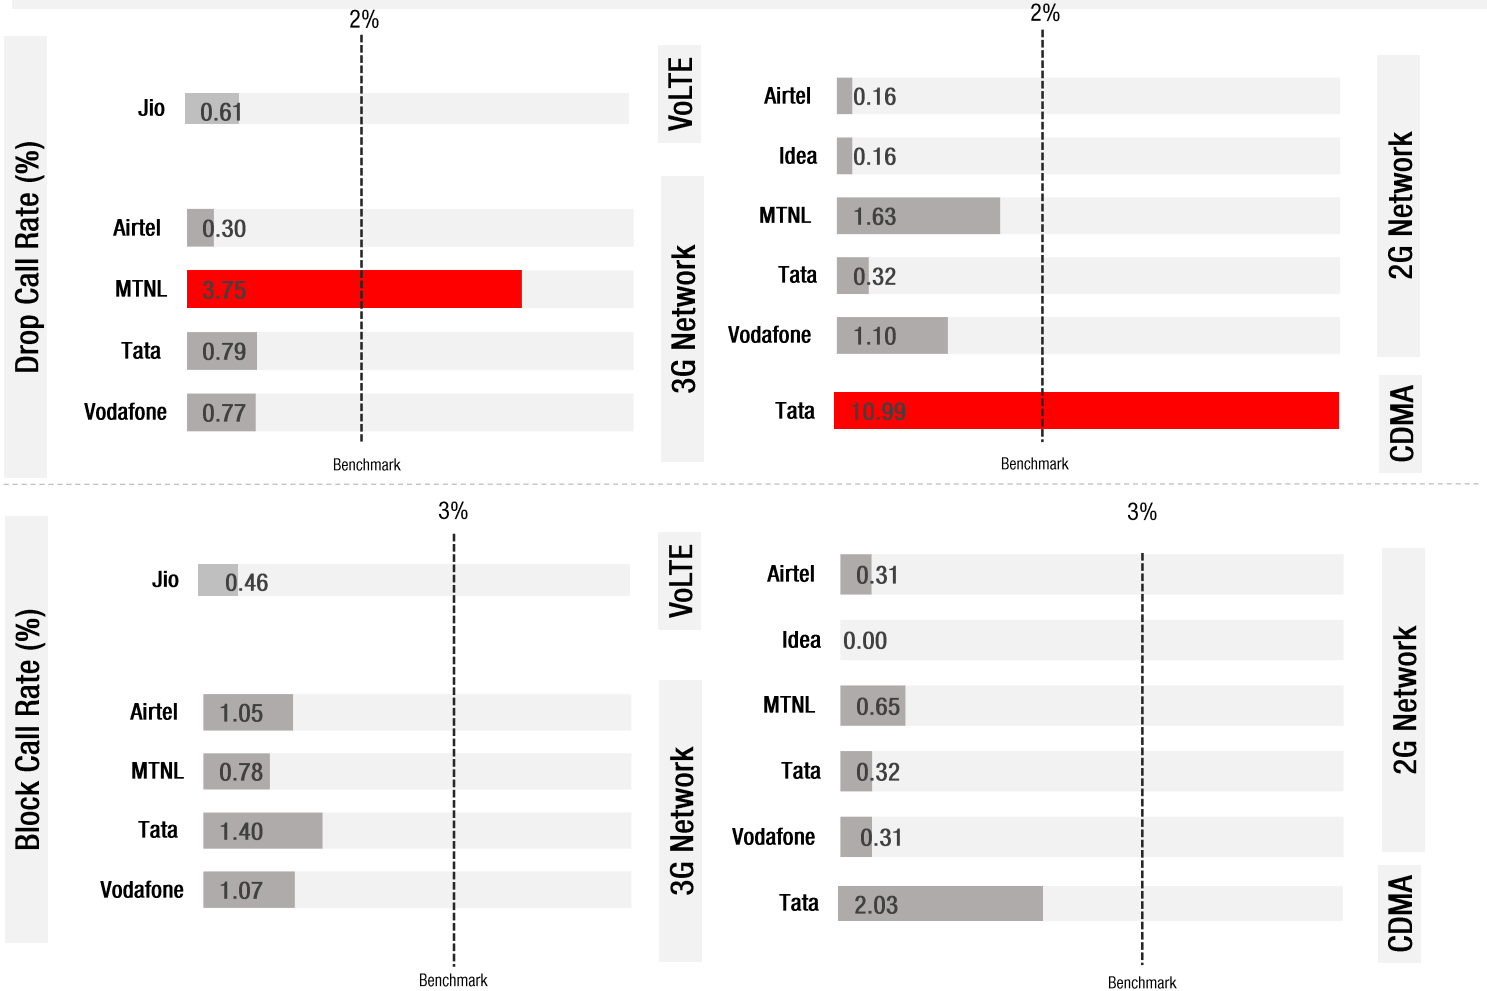 2%
Drop Call Rate (%)
Jio 0.61
VoLTE
Airtel 0.30
MTNL 3.75
Tata 0.79
Vodafone 0.77
3G Network
Benchmark
2%
Airtel 0.16
Idea 0.16
MTNL 1.63
Tata 0.32
Vodafone 1.10
2G Network
Tata 10.99
CDMA
Benchmark
3%
Block Call Rate (%)
Jio 0.46
VoLTE
Airtel 1.05
MTNL 0.78
Tata 1.40
Vodafone 1.07
3G Network
Benchmark
3%
Airtel 0.31
Idea 0.00
MTNL 0.65
Tata 0.32
Vodafone 0.31
2G Network
Tata 2.03
CDMA
Benchmark